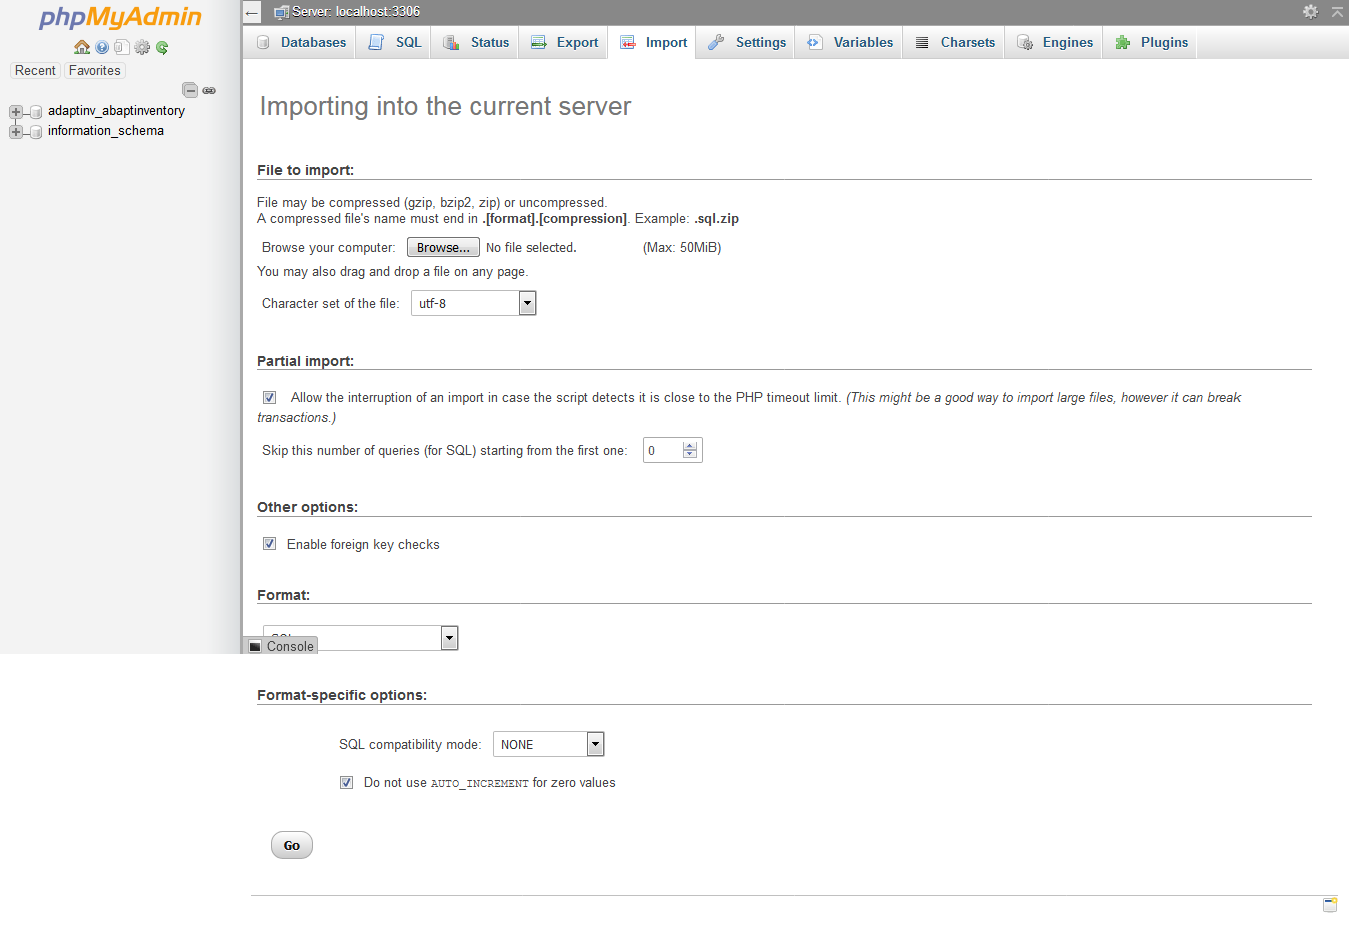 phpMyAdmin
Recent Favorites
adaptinv_abaptinventory
information_schema
Server: localhost:3306
Databases SQL Status Export Import Settings Variables Charsets Engines Plugins
Importing into the current server
File to import:
File may be compressed (gzip, bzip2, zip) or uncompressed.
A compressed file's name must end in .[format].[compression]. Example: .sql.zip
Browse your computer: Browse... No file selected. (Max: 50MiB)
You may also drag and drop a file on any page.
Character set of the file: utf-8
Partial import:
Allow the interruption of an import in case the script detects it is close to the PHP timeout limit. (This might be a good way to import large files, however it can break
transactions.)
Skip this number of queries (for SQL) starting from the first one: 0
Other options:
Enable foreign key checks
Format:
Console
Format-specific options:
SQL compatibility mode: NONE
Do not use AUTO_INCREMENT for zero values
Go